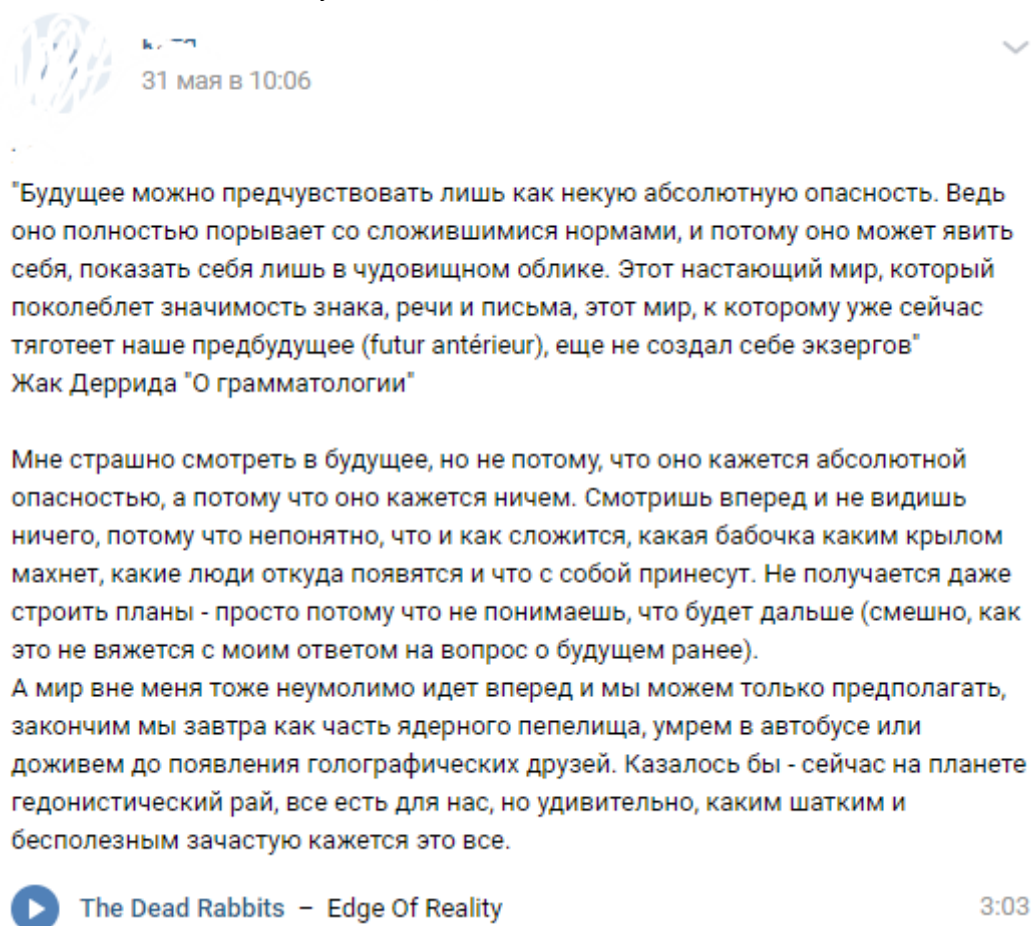 31 мая в 10:06
"Будущее можно предчувствовать лишь как некую абсолютную опасность. Ведь
оно полностью порывает со сложившимися нормами, и потому оно может явить
себя, показать себя лишь в чудовищном облике. Этот настающий мир, который
поколеблет значимость знака, речи и письма, этот мир, к которому уже сейчас
тяготеет наше предбудущее (futur antérieur), еще не создал себе экзергов"
Жак Деррида "О грамматологии"
Мне страшно смотреть в будущее, но не потому, что оно кажется абсолютной
опасностью, а потому что оно кажется ничем. Смотришь вперед и не видишь
ничего, потому что непонятно, что и как сложится, какая бабочка каким крылом
махнет, какие люди откуда появятся и что с собой принесут. Не получается даже
строить планы - просто потому что не понимаешь, что будет дальше (смешно, как
это не вяжется с моим ответом на вопрос о будущем ранее).
А мир вне меня тоже неумолимо идет вперед и мы можем только предполагать,
закончим мы завтра как часть ядерного пепелища, умрем в автобусе или
доживем до появления голографических друзей. Казалось бы - сейчас на планете
гедонистический рай, все есть для нас, но удивительно, каким шатким и
бесполезным зачастую кажется это все.
The Dead Rabbits – Edge Of Reality 3:03